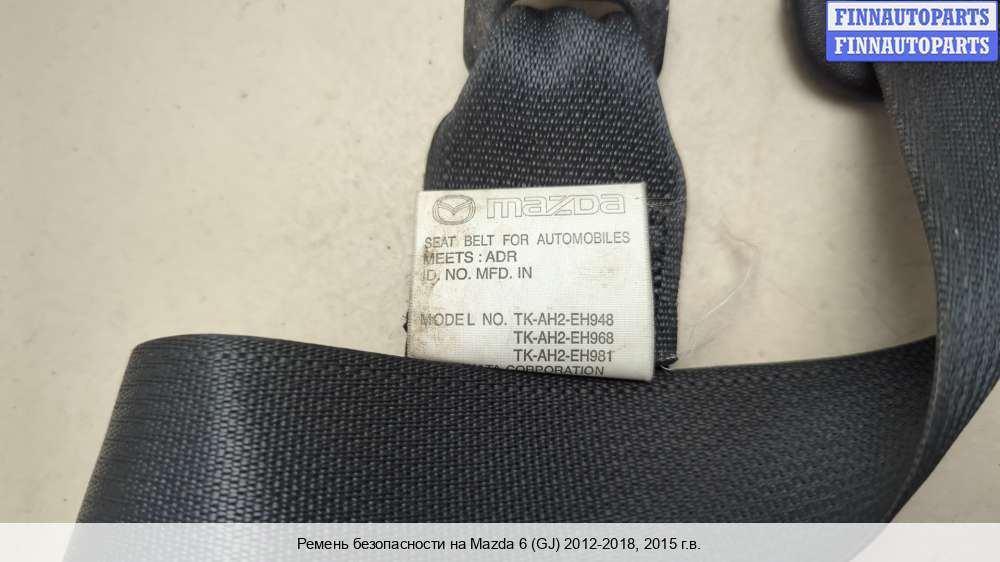 FINNAUTOPARTS
FINNAUTOPARTS
mazda
SEAT BELT FOR AUTOMOBILES
MEETS : ADR
ID. NO. MFD. IN
MODEL NO. TK-AH2-EH948
TK-AH2-EH968
TK-AH2-EH981
CORPORATION
Ремень безопасности на Mazda 6 (GJ) 2012-2018, 2015 г.в.